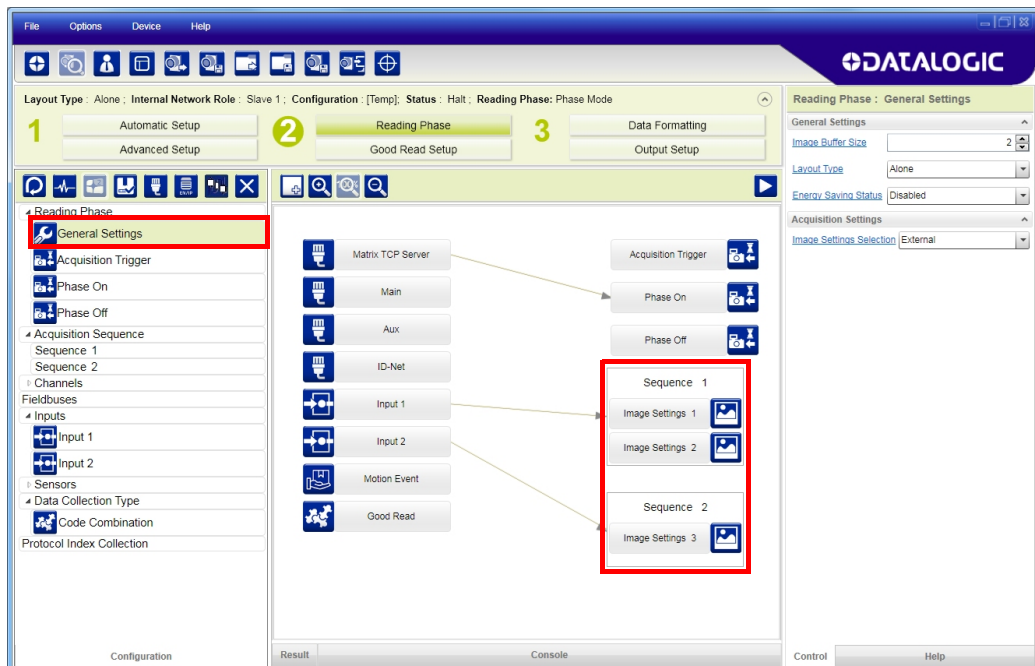 File Options Device Help
DATALOGIC
Layout Type : Alone ; Internal Network Role : Slave 1 ; Configuration : [Temp]; Status : Halt ; Reading Phase: Phase Mode
1 Automatic Setup
Advanced Setup
2 Reading Phase
Good Read Setup
3 Data Formatting
Output Setup
Reading Phase
General Settings
Acquisition Trigger
Phase On
Phase Off
Acquisition Sequence
Sequence 1
Sequence 2
Channels
Fieldbuses
Inputs
Input 1
Input 2
Sensors
Data Collection Type
Code Combination
Protocol Index Collection
Configuration
Matrix TCP Server
Main
Aux
ID-Net
Input 1
Input 2
Motion Event
Good Read
Acquisition Trigger
Phase On
Phase Off
Sequence 1
Image Settings 1
Image Settings 2
Sequence 2
Image Settings 3
Result Console
Reading Phase : General Settings
General Settings
Image Buffer Size 2
Layout Type Alone
Energy Saving Status Disabled
Acquisition Settings
Image Settings Selection External
Control Help